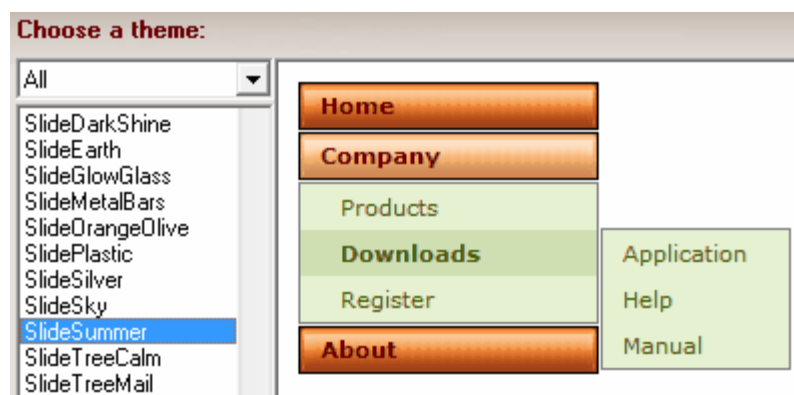 Choose a theme:
All
SlideDarkShine
SlideEarth
SlideGlowGlass
SlideMetalBars
SlideOrangeOlive
SlidePlastic
SlideSilver
SlideSky
SlideSummer
SlideTreeCalm
SlideTreeMail
Home
Company
Products
Downloads
Register
About
Application
Help
Manual